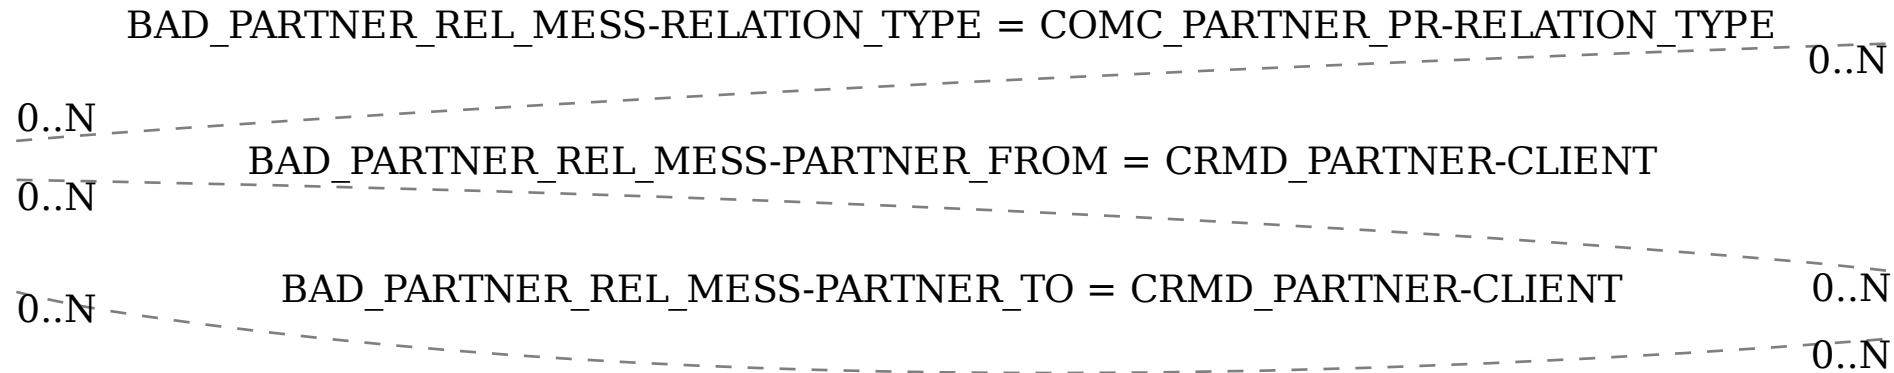 BAD_PARTNER_REL_MESS-RELATION_TYPE = COMC_PARTNER_PR-RELATION_TYPE
0..N
0..N
BAD_PARTNER_REL_MESS-PARTNER_FROM = CRMD_PARTNER-CLIENT
0..N
BAD_PARTNER_REL_MESS-PARTNER_TO = CRMD_PARTNER-CLIENT
0..N
0..N
0..N